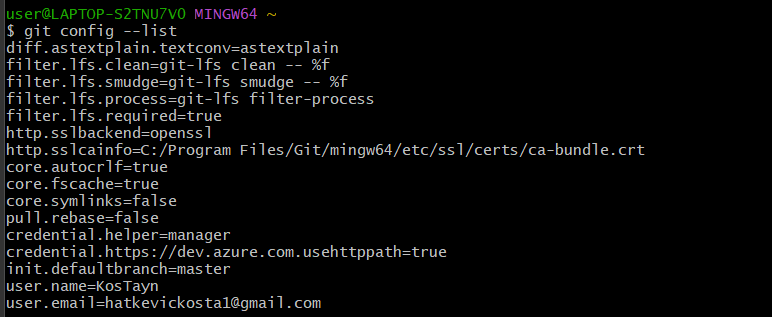 user@LAPTOP-S2TNU7VO MINGW64 ~
$ git config --list
diff.astextplain.textconv=astextplain
filter.lfs.clean=git-lfs clean -- %f
filter.lfs.smudge=git-lfs smudge -- %f
filter.lfs.process=git-lfs filter-process
filter.lfs.required=true
http.sslbackend=openssl
http.sslcainfo=C:/Program Files/Git/mingw64/etc/ssl/certs/ca-bundle.crt
core.autocrlf=true
core.fscache=true
core.symlinks=false
pull.rebase=false
credential.helper=manager
credential.https://dev.azure.com.usehttppath=true
init.defaultbranch=master
user.name=KosTayn
user.email=hatkevickosta1@gmail.com